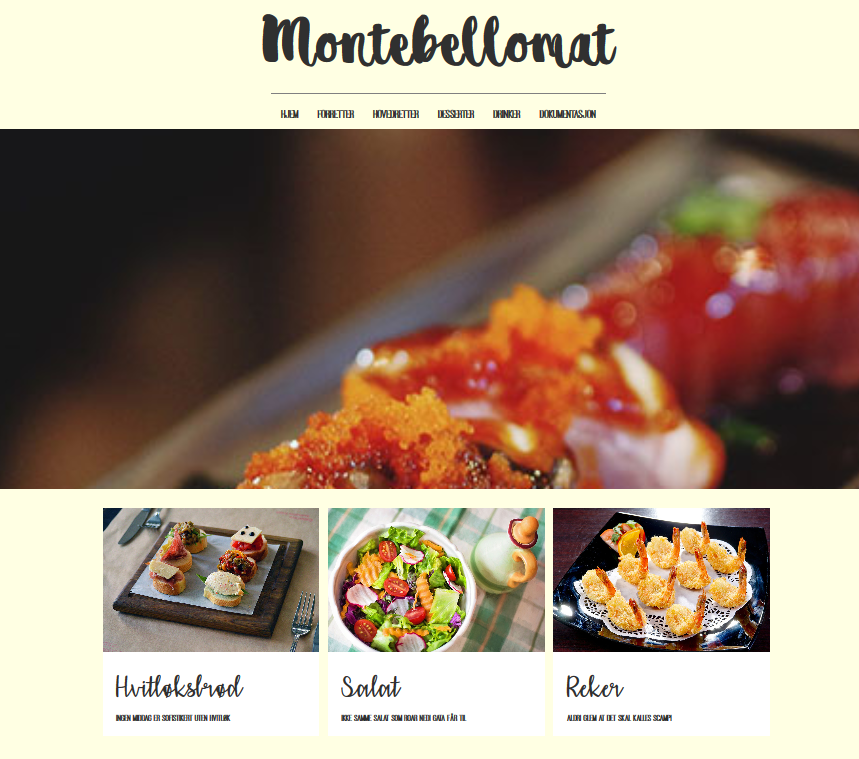 Montebellomat
HJEM FORRETTER HOVEDRETTER DESSERTER DRINKER DOKUMENTASJON
Hvitløksbrød
INGEN MIDDAG ER SOFISTIKERT UTEN HVITLØK
Salat
IKKE SAMME SALAT SOM ROAR NEDI GATA FÅR TIL
Reker
ALDRI GLEM AT DET SKAL KALLES SCAMPI